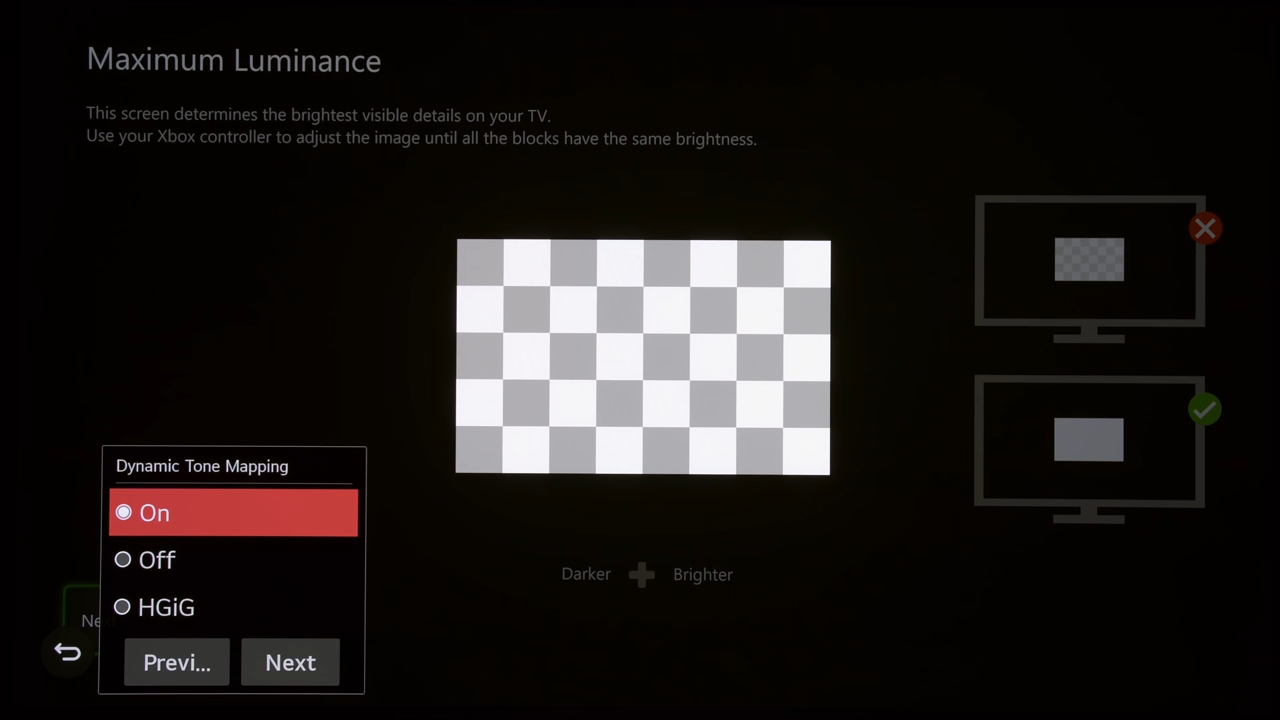 Maximum Luminance
This screen determines the brightest visible details on your TV.
Use your Xbox controller to adjust the image until all the blocks have the same brightness.
Darker
Brighter
Dynamic Tone Mapping
On
Off
HGiG
Ne
Previ...
Next